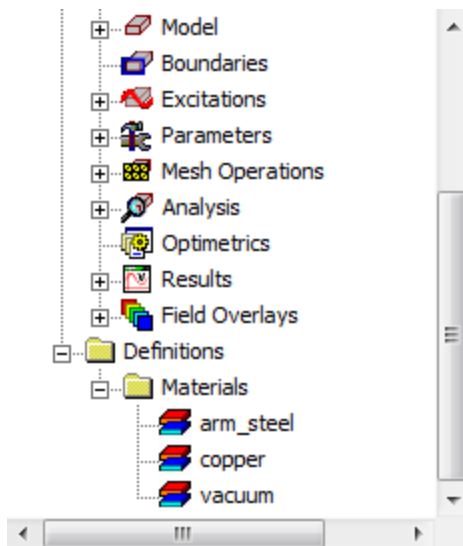 Model
Boundaries
Excitations
Parameters
Mesh Operations
Analysis
Optimetrics
Results
Field Overlays
Definitions
Materials
arm_steel
copper
vacuum